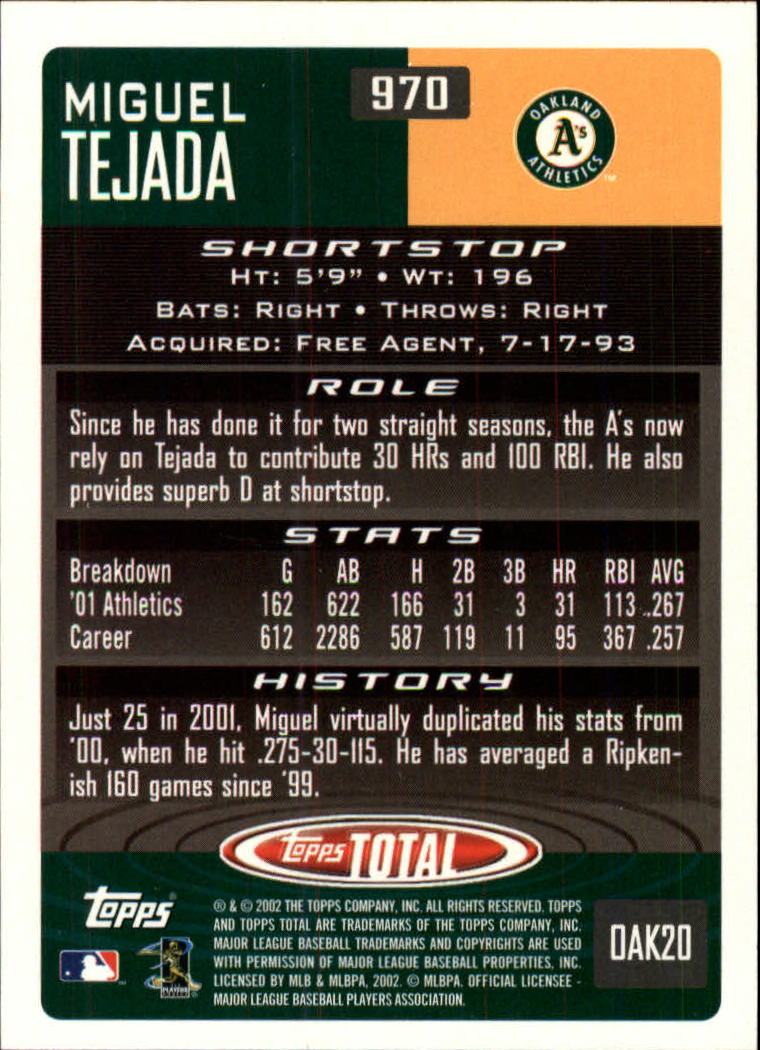 MIGUEL
TEJADA
970
OAKLAND
A's
ATHLETICS
TM
SHORTSTOP
HT: 5'9” • WT: 196
BATS: RIGHT • THROWS: RIGHT
ACQUIRED: FREE AGENT, 7-17-93
ROLE
Since he has done it for two straight seasons, the A's now
rely on Tejada to contribute 30 HRs and 100 RBI. He also
provides superb D at shortstop.
STATS
Breakdown G AB H 2B 3B HR RBI AVG
'01 Athletics 162 622 166 31 3 31 113 .267
Career 612 2286 587 119 11 95 367 .257
HISTORY
Just 25 in 2001, Miguel virtually duplicated his stats from
'00, when he hit .275-30-115. He has averaged a Ripken-
ish 160 games since '99.
Topps TOTAL
Topps®
® & © 2002 THE TOPPS COMPANY, INC. ALL RIGHTS RESERVED. TOPPS
AND TOPPS TOTAL ARE TRADEMARKS OF THE TOPPS COMPANY, INC.
MAJOR LEAGUE BASEBALL TRADEMARKS AND COPYRIGHTS ARE USED
WITH PERMISSION OF MAJOR LEAGUE BASEBALL PROPERTIES, INC.
LICENSED BY MLB & MLBPA, 2002. © MLBPA. OFFICIAL LICENSEE -
MAJOR LEAGUE BASEBALL PLAYERS ASSOCIATION.
PLAYERS
OAK20